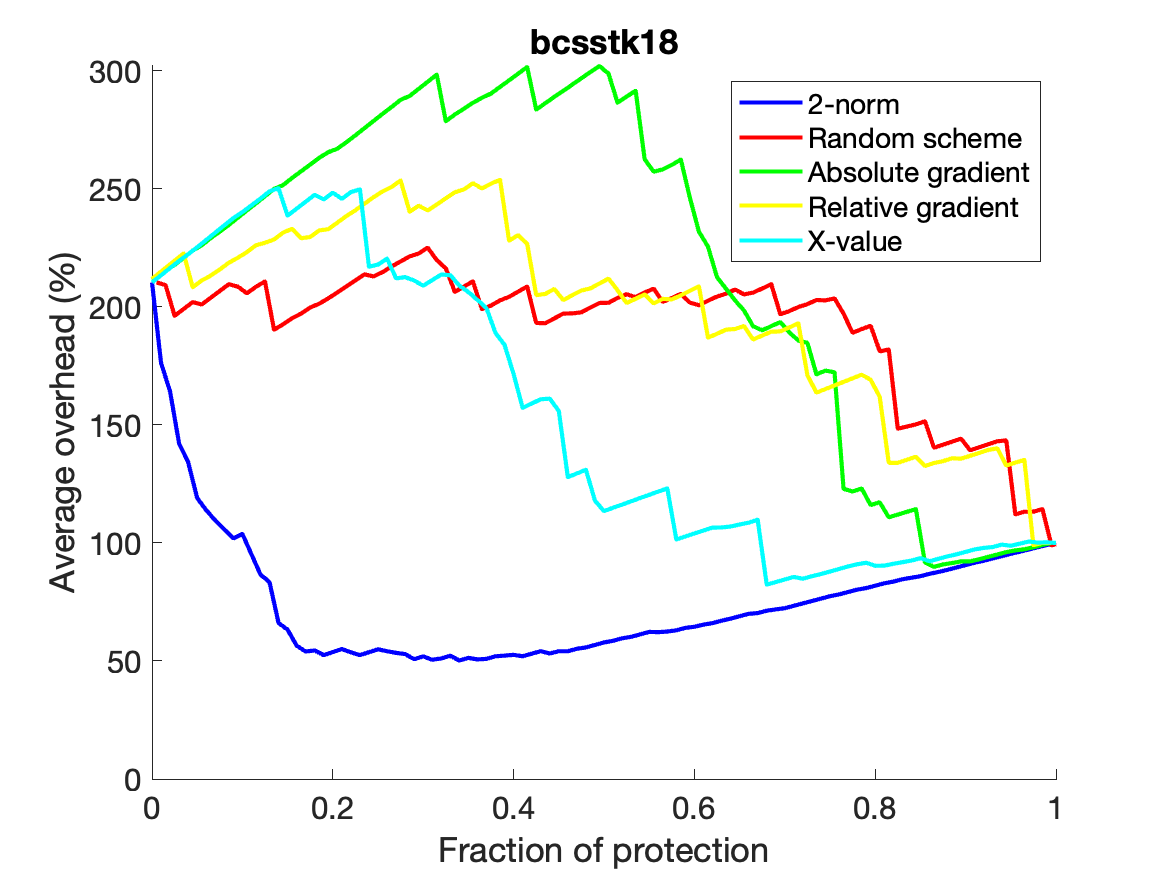 bcsstk18
300
250
200
150
100
50
0
Average overhead (%)
2-norm
Random scheme
Absolute gradient
Relative gradient
X-value
0 0.2 0.4 0.6 0.8 1
Fraction of protection